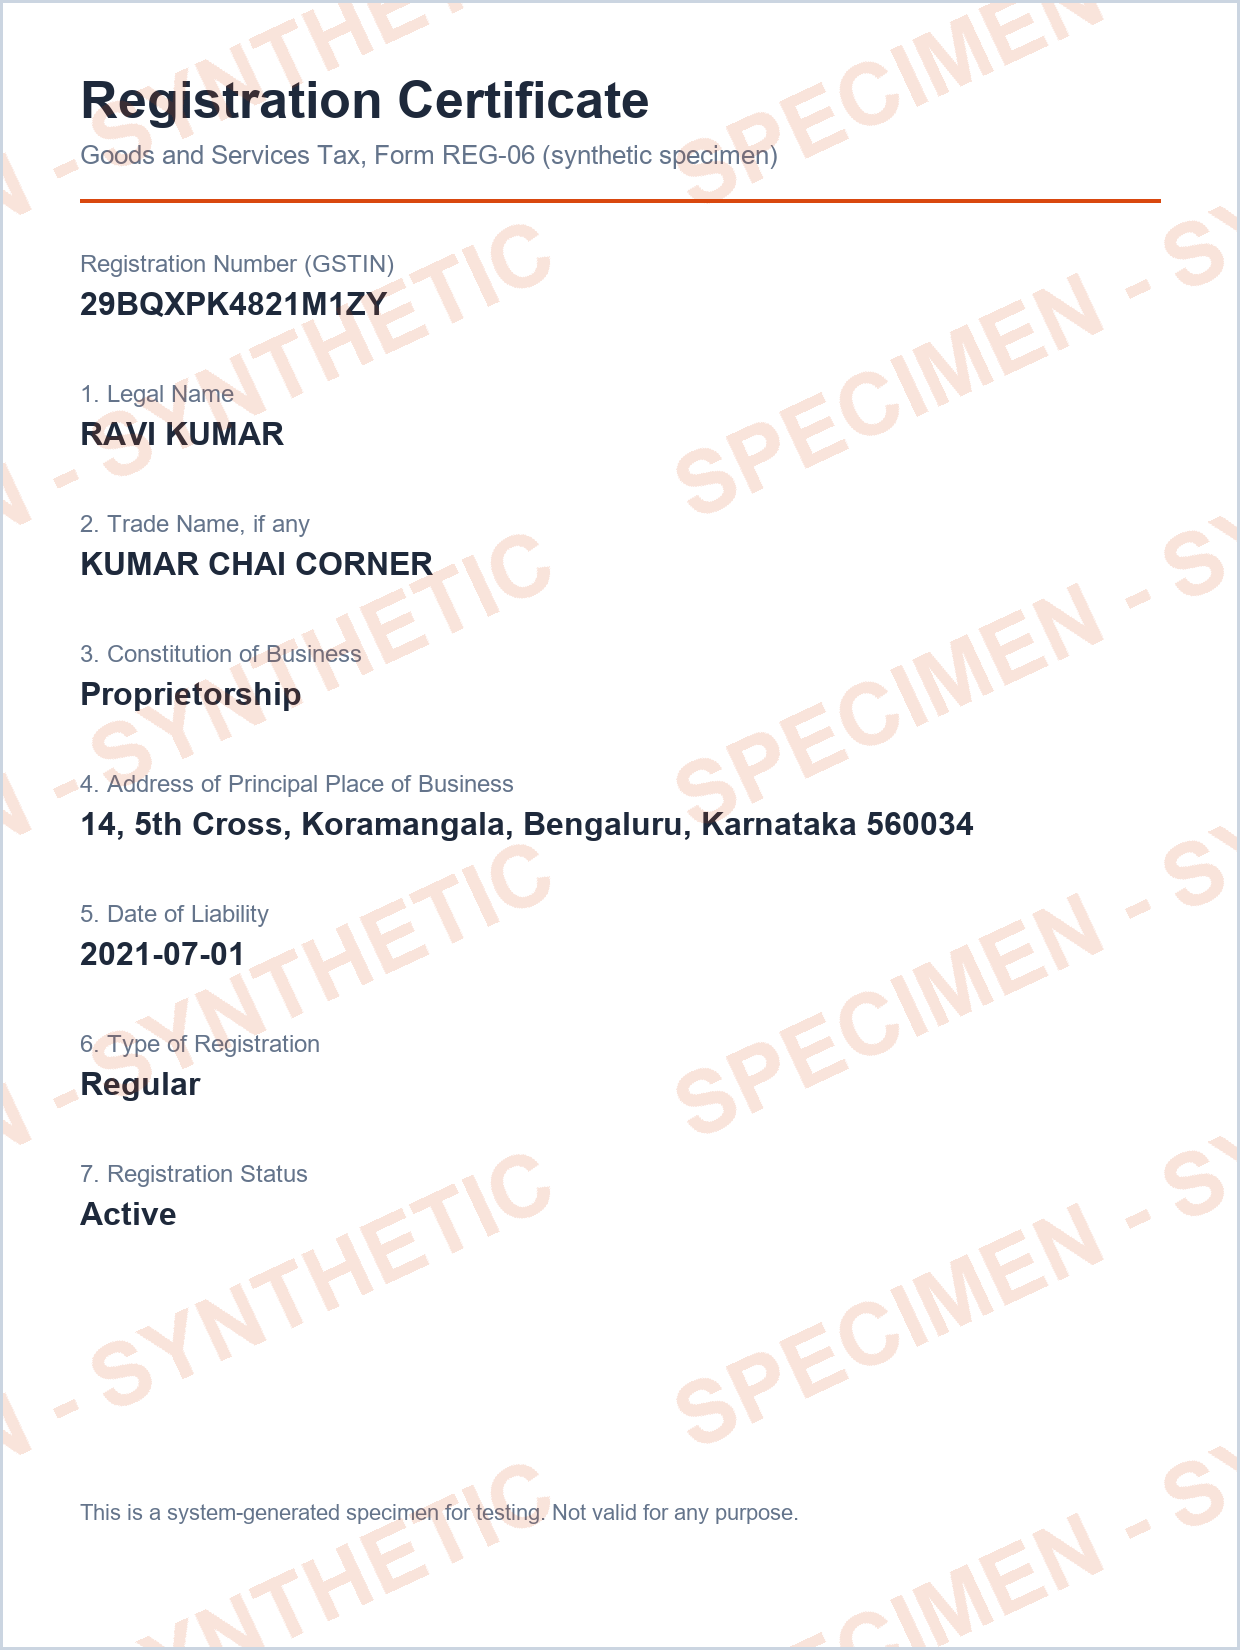 Registration Certificate
Goods and Services Tax, Form REG-06 (synthetic specimen)
Registration Number (GSTIN)
29BQXPK4821M1ZY
1. Legal Name
RAVI KUMAR
2. Trade Name, if any
KUMAR CHAI CORNER
3. Constitution of Business
Proprietorship
4. Address of Principal Place of Business
14, 5th Cross, Koramangala, Bengaluru, Karnataka 560034
5. Date of Liability
2021-07-01
6. Type of Registration
Regular
7. Registration Status
Active
This is a system-generated specimen for testing. Not valid for any purpose.
SPECIMEN - SYNTHETIC